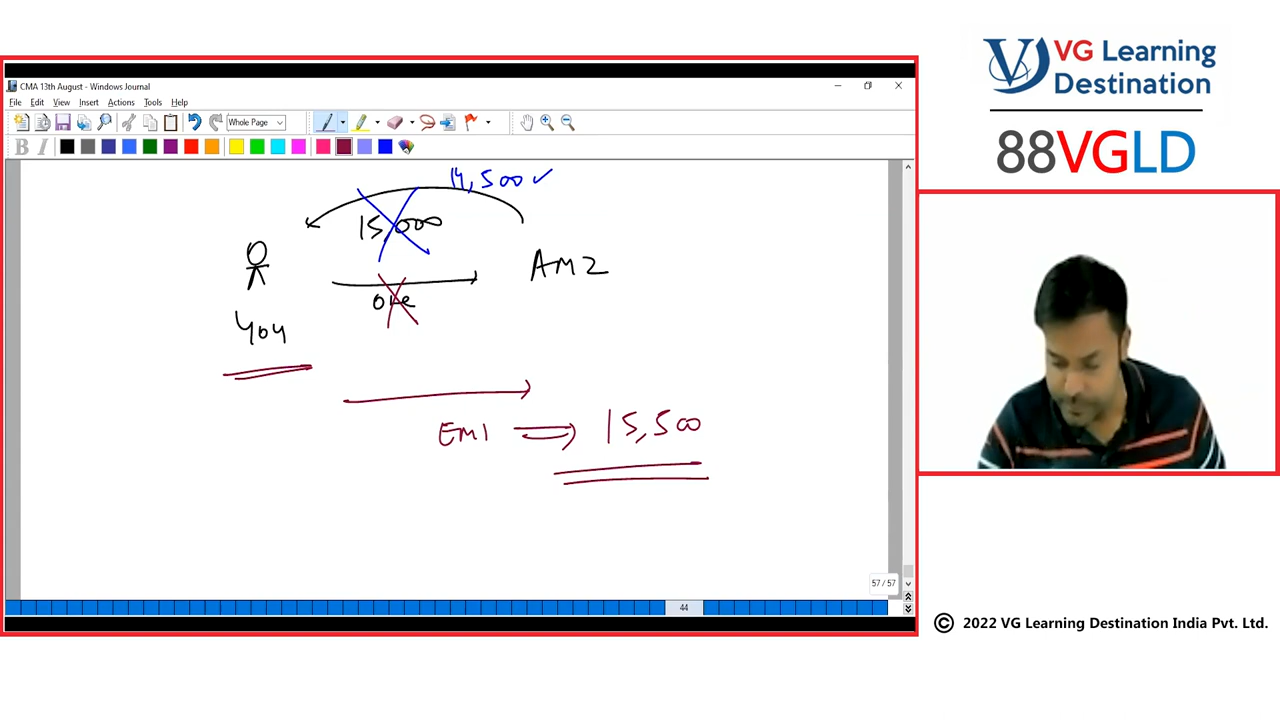 CMA 13th August - Windows Journal
File Edit View Insert Actions Tools Help
Whole Page
B I
14,500 ✓
15,000
AMZ
one
You
EMI ⇒ 15,500
57 / 57
44
VG Learning
Destination
88VGLD
© 2022 VG Learning Destination India Pvt. Ltd.